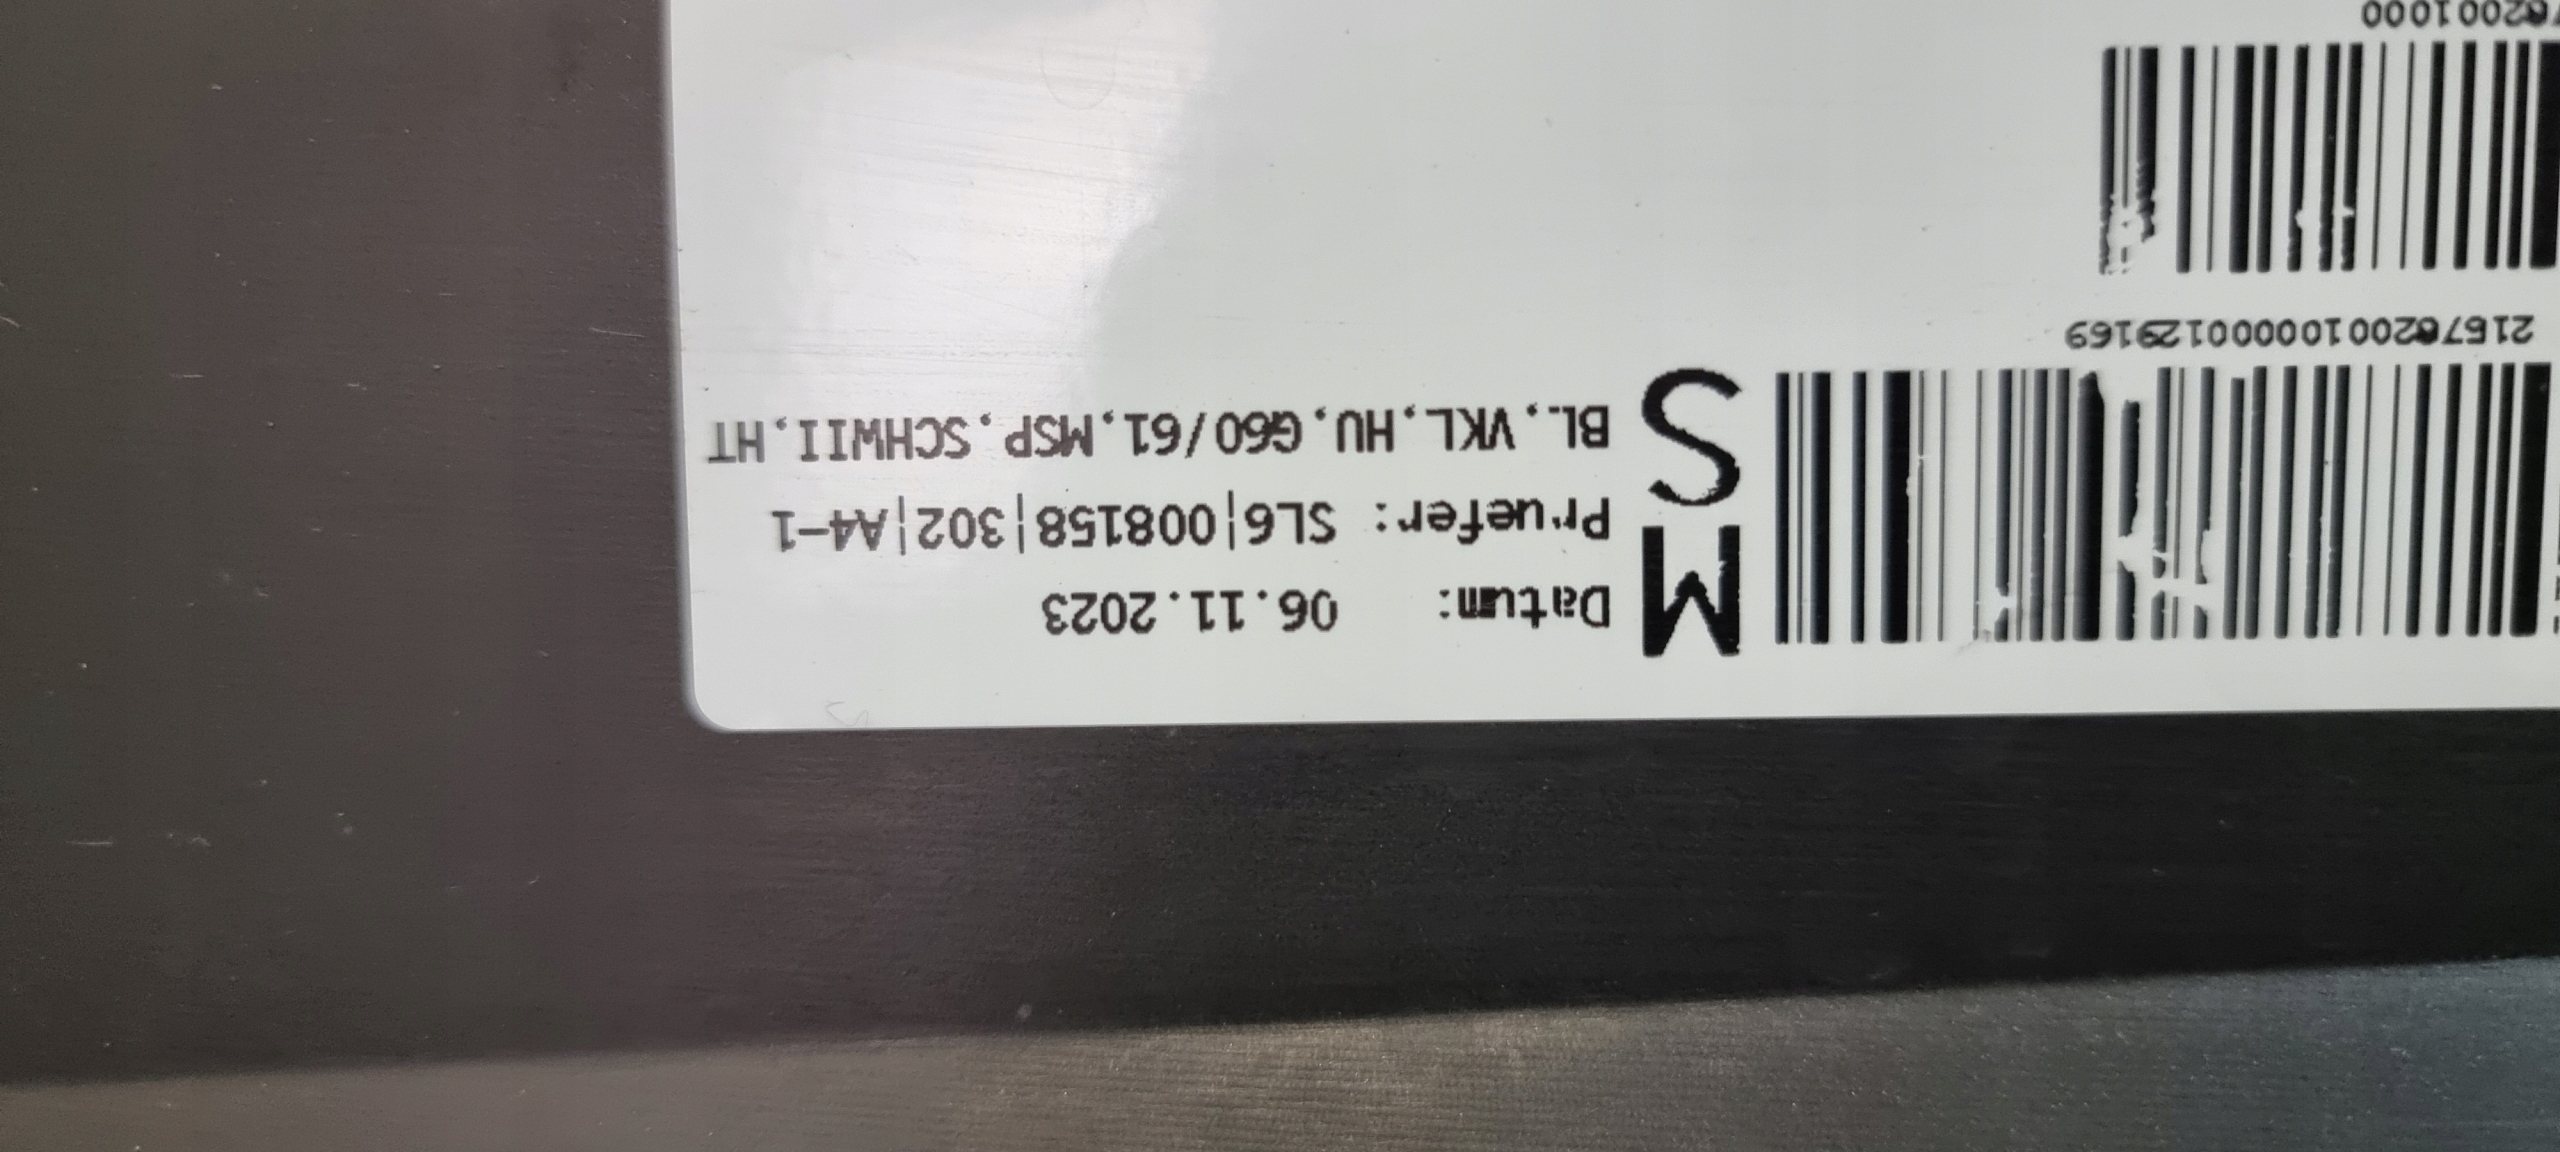 Datum: 06.11.2023
Pruefer: SL6|008158|302|A4-1
BL.,VKL,HU,G60/61,MSP,SCHWII,HT
MS